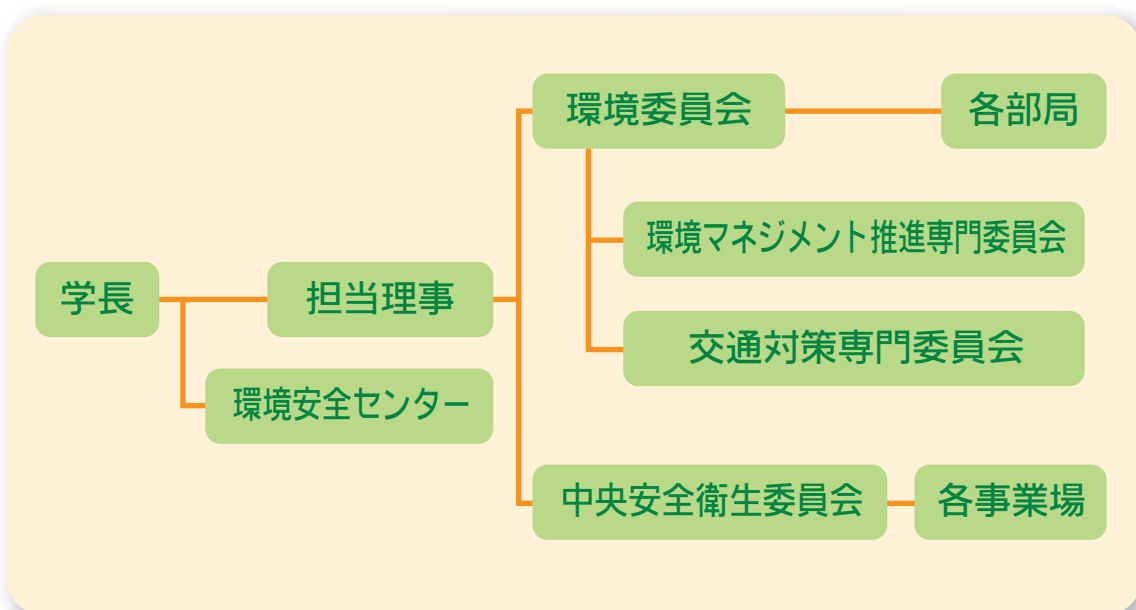 環境委員会
各部局
環境マネジメント推進専門委員会
学長
担当理事
交通対策専門委員会
環境安全センター
中央安全衛生委員会
各事業場